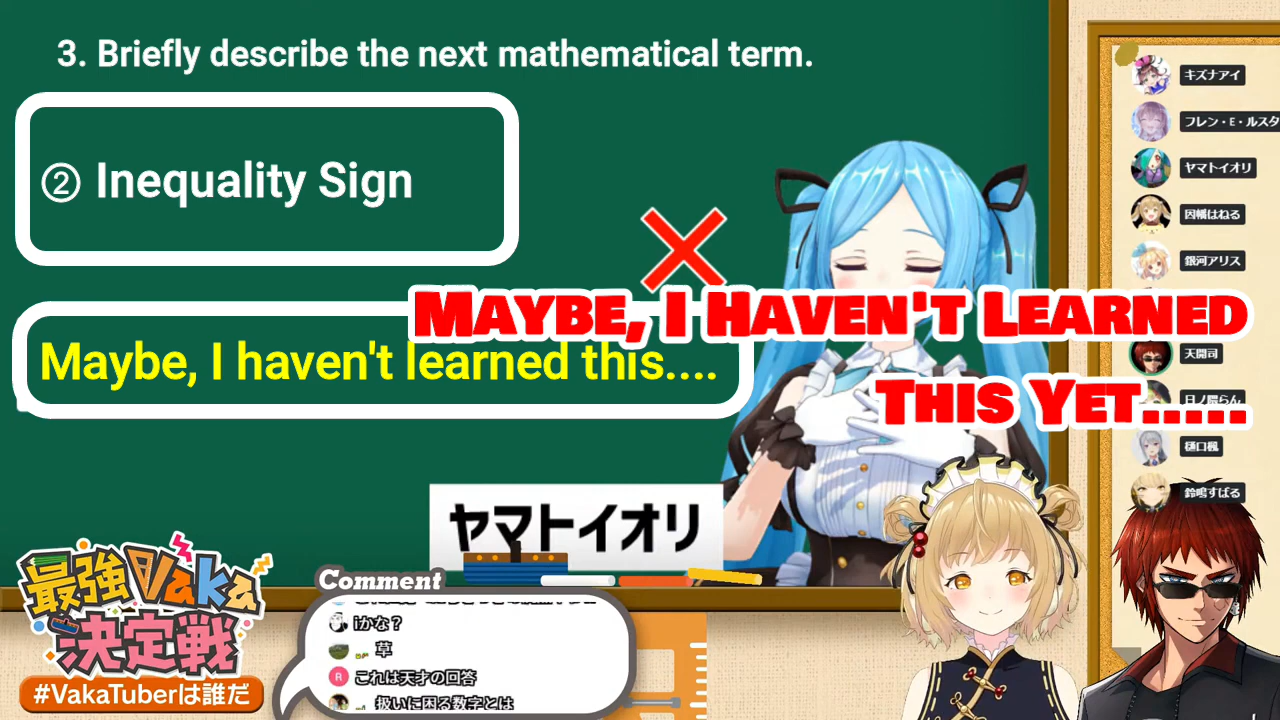 3. Briefly describe the next mathematical term.
② Inequality Sign
Maybe, I haven't learned this....
MAYBE, I HAVEN'T LEARNED
THIS YET.....
ヤマトイオリ
キズナアイ
フレン・E・ルスタ
ヤマトイオリ
因幡はねる
銀河アリス
天開司
樋口楓
鈴鳴すばる
Comment
iかな？
草
これは天才の回答
扱いに困る数字とは
最強Vaka
決定戦
#VakaTuberは誰だ